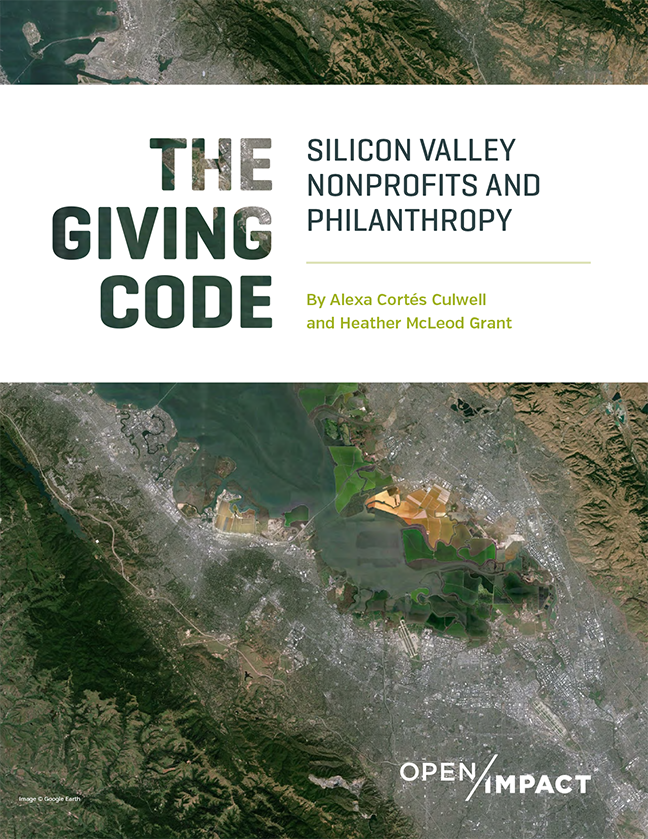 THE
GIVING
CODE
SILICON VALLEY
NONPROFITS AND
PHILANTHROPY
By Alexa Cortés Culwell
and Heather McLeod Grant
OPEN/IMPACT
Image © Google Earth